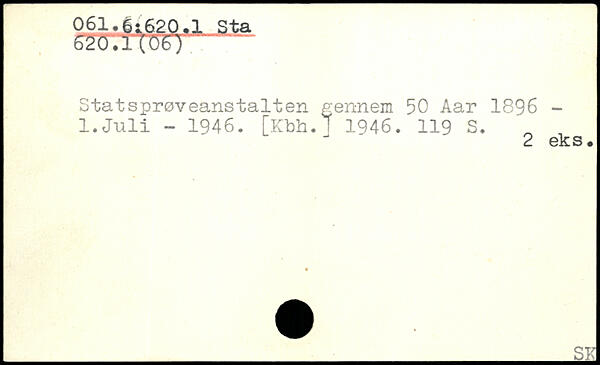 061.6:620.1 Sta
620.1(06)
Statsprøveanstalten gennem 50 Aar 1896 -
1.Juli - 1946. [Kbh.] 1946. 119 S.
2 eks.
SK